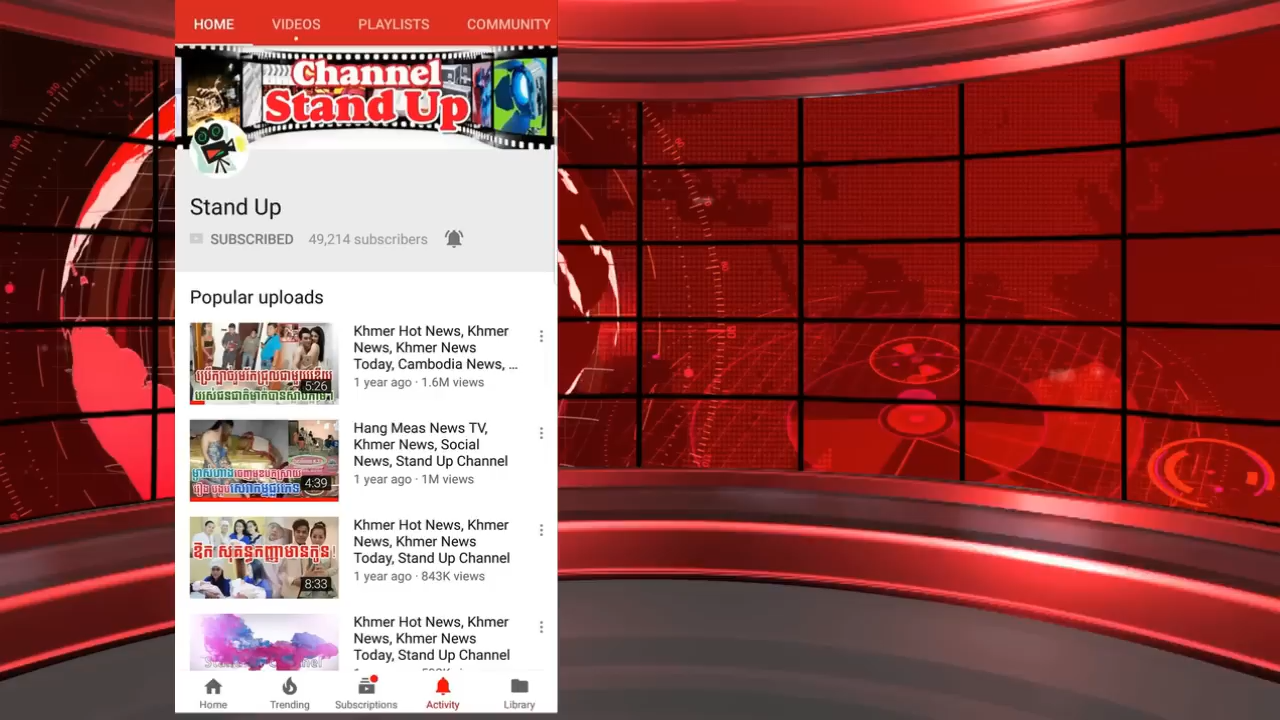 HOME VIDEOS PLAYLISTS COMMUNITY
Channel
Stand Up
Stand Up
SUBSCRIBED 49,214 subscribers
Popular uploads
Khmer Hot News, Khmer
News, Khmer News
Today, Cambodia News, ...
1 year ago · 1.6M views
5:26
Hang Meas News TV,
Khmer News, Social
News, Stand Up Channel
1 year ago · 1M views
4:39
Khmer Hot News, Khmer
News, Khmer News
Today, Stand Up Channel
1 year ago · 843K views
8:33
Khmer Hot News, Khmer
News, Khmer News
Today, Stand Up Channel
Home Trending Subscriptions Activity Library